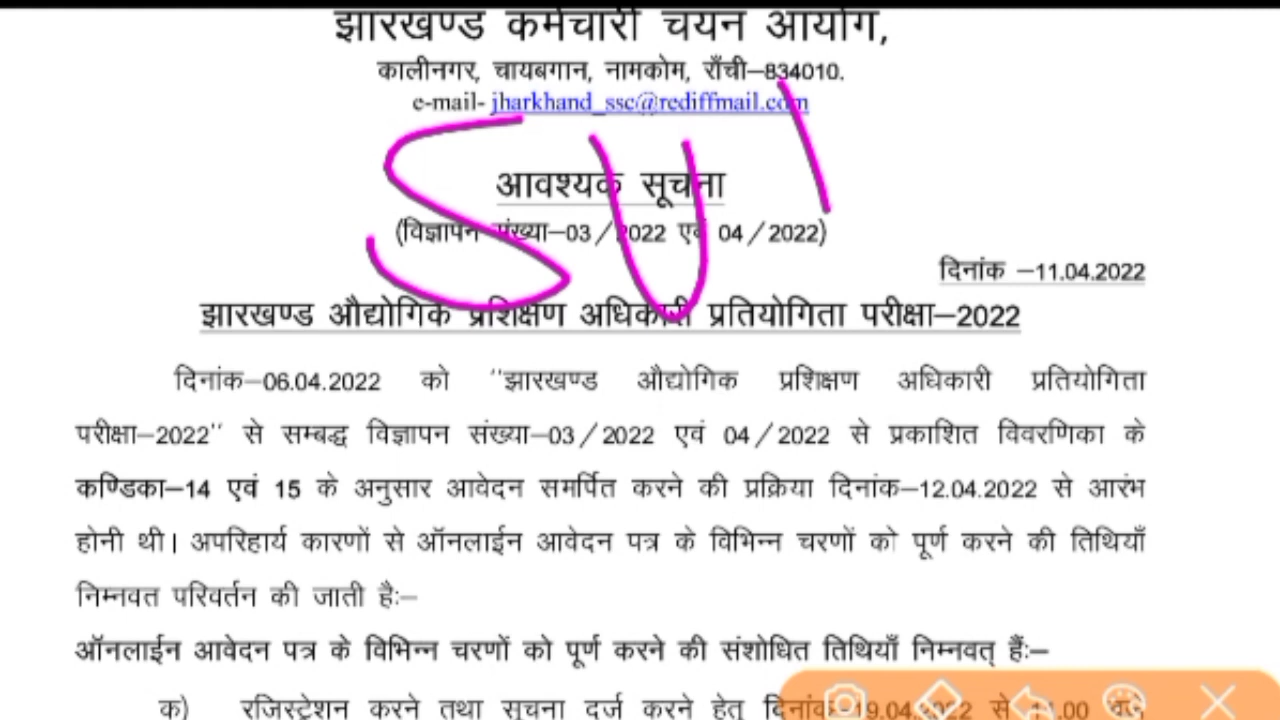 झारखण्ड कर्मचारी चयन आयोग,
कालीनगर, चायबगान, नामकोम, राँची–834010.
e-mail- jharkhand_ssc@rediffmail.com
SU
आवश्यक सूचना
(विज्ञापन संख्या–03/2022 एवं 04/2022)
दिनांक –11.04.2022
झारखण्ड औद्योगिक प्रशिक्षण अधिकारी प्रतियोगिता परीक्षा–2022
दिनांक–06.04.2022 को ''झारखण्ड औद्योगिक प्रशिक्षण अधिकारी प्रतियोगिता
परीक्षा–2022'' से सम्बद्ध विज्ञापन संख्या–03/2022 एवं 04/2022 से प्रकाशित विवरणिका के
कण्डिका–14 एवं 15 के अनुसार आवेदन समर्पित करने की प्रक्रिया दिनांक–12.04.2022 से आरंभ
होनी थी। अपरिहार्य कारणों से ऑनलाईन आवेदन पत्र के विभिन्न चरणों को पूर्ण करने की तिथियाँ
निम्नवत परिवर्तन की जाती हैः–
ऑनलाईन आवेदन पत्र के विभिन्न चरणों को पूर्ण करने की संशोधित तिथियाँ निम्नवत् हैंः–
क) रजिस्ट्रेशन करने तथा सूचना दर्ज करने हेतु दिनांक–19.04.2022 से